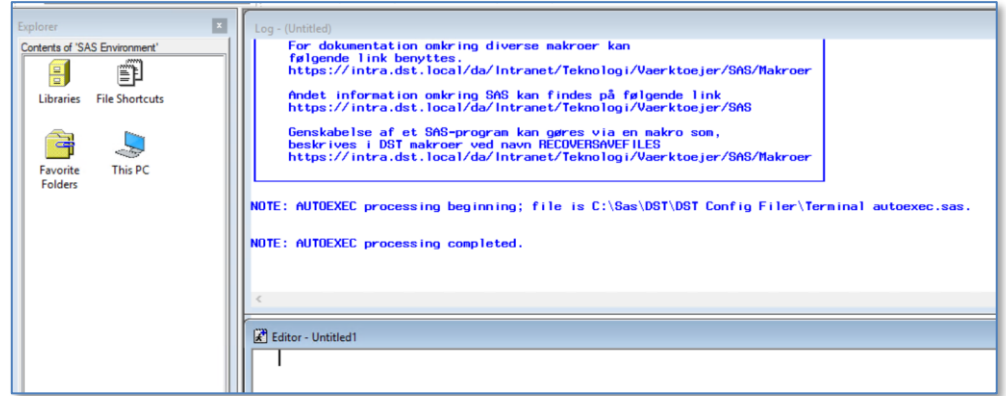 Explorer
x
Contents of 'SAS Environment'
Libraries
File Shortcuts
Favorite
Folders
This PC
Log - (Untitled)
For dokumentation omkring diverse makroer kan
følgende link benyttes.
https://intra.dst.local/da/Intranet/Teknologi/Vaerktoejer/SAS/Makroer
Andet information omkring SAS kan findes på følgende link
https://intra.dst.local/da/Intranet/Teknologi/Vaerktoejer/SAS
Genskabelse af et SAS-program kan gøres via en makro som,
beskrives i DST makroer ved navn RECOVERSAVEFILES
https://intra.dst.local/da/Intranet/Teknologi/Vaerktoejer/SAS/Makroer
NOTE: AUTOEXEC processing beginning; file is C:\Sas\DST\DST Config Filer\Terminal autoexec.sas.
NOTE: AUTOEXEC processing completed.
Editor - Untitled1